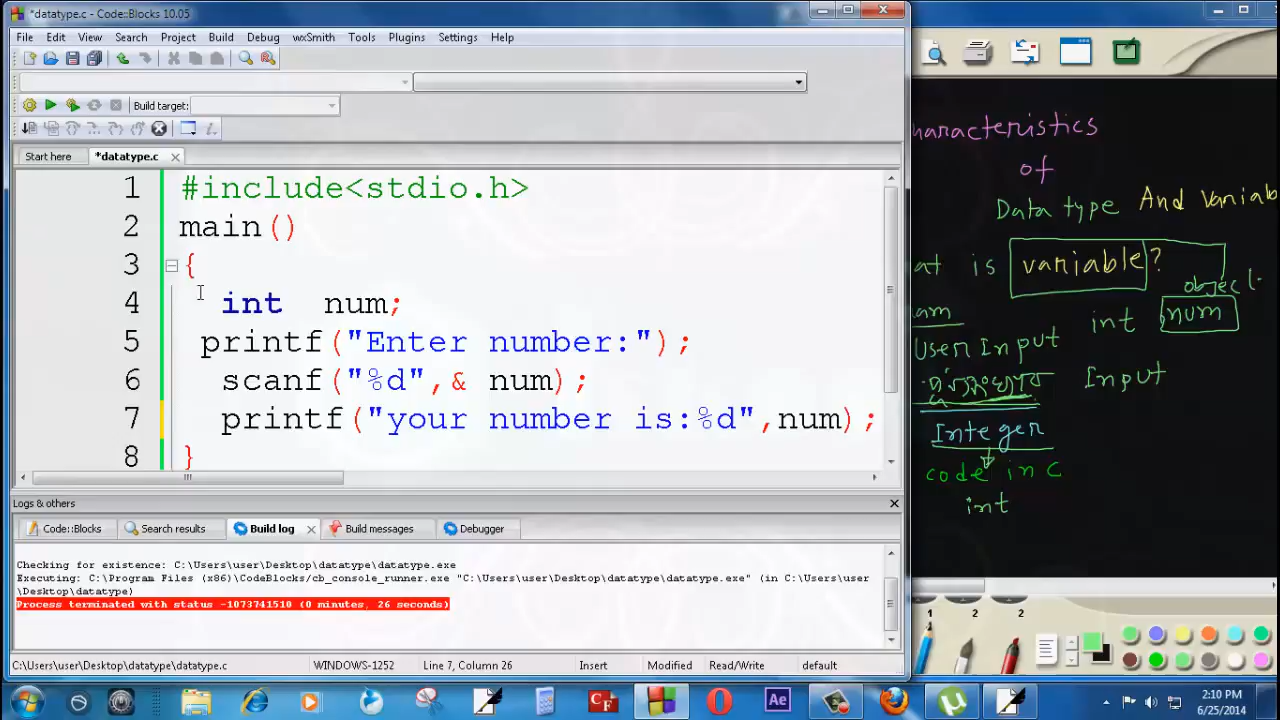 *datatype.c - Code::Blocks 10.05
File Edit View Search Project Build Debug wxSmith Tools Plugins Settings Help
Build target:
Start here *datatype.c
1 #include<stdio.h>
2 main()
3 {
4 int num;
5 printf("Enter number:");
6 scanf("%d",& num);
7 printf("your number is:%d",num);
8 }
Logs & others
Code::Blocks Search results Build log Build messages Debugger
Checking for existence: C:\Users\user\Desktop\datatype\datatype.exe
Executing: C:\Program Files (x86)\CodeBlocks/cb_console_runner.exe "C:\Users\user\Desktop\datatype\datatype.exe" (in C:\Users\user
\Desktop\datatype)
Process terminated with status -1073741510 (0 minutes, 26 seconds)
C:\Users\user\Desktop\datatype\datatype.c WINDOWS-1252 Line 7, Column 26 Insert Modified Read/Write default
haracteristics
of
Data type And Variab
at is variable?
object
am
int num
User Input
Input
Integer
code in c
int
1 2 2
CF Ae
2:10 PM
6/25/2014